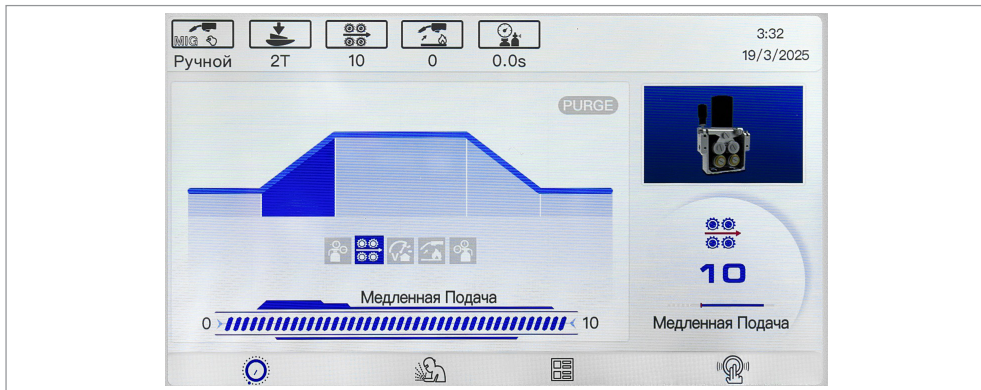 MIG
Ручной
2T
10
0
0.0s
3:32
19/3/2025
PURGE
V
10
Медленная Подача
0
10
Медленная Подача